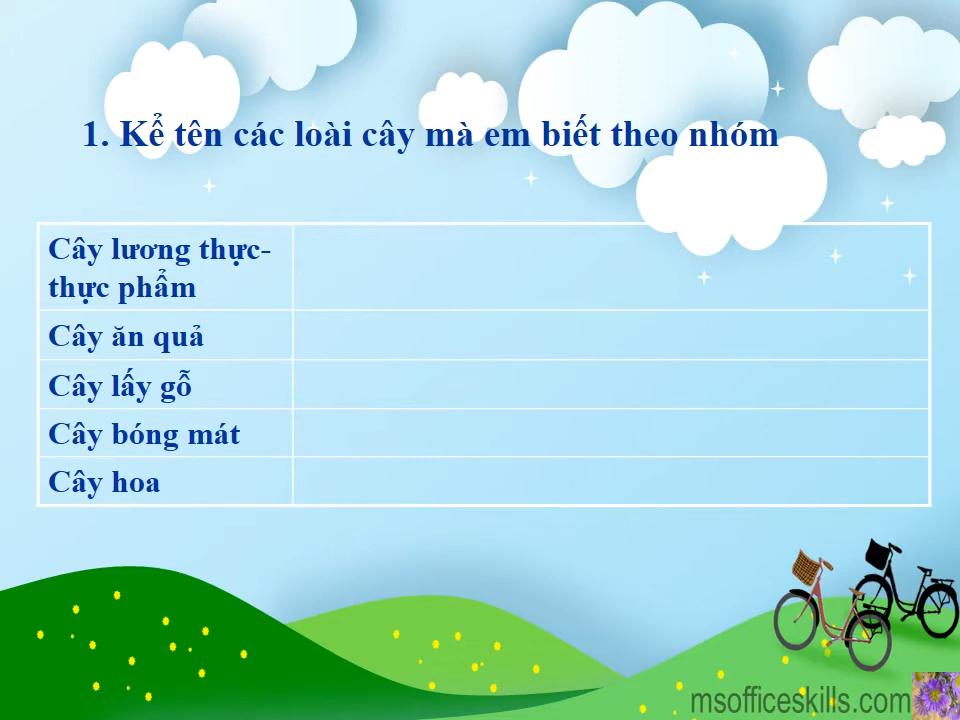 1. Kể tên các loài cây mà em biết theo nhóm
Cây lương thực-
thực phẩm
Cây ăn quả
Cây lấy gỗ
Cây bóng mát
Cây hoa
msofficeskills.com